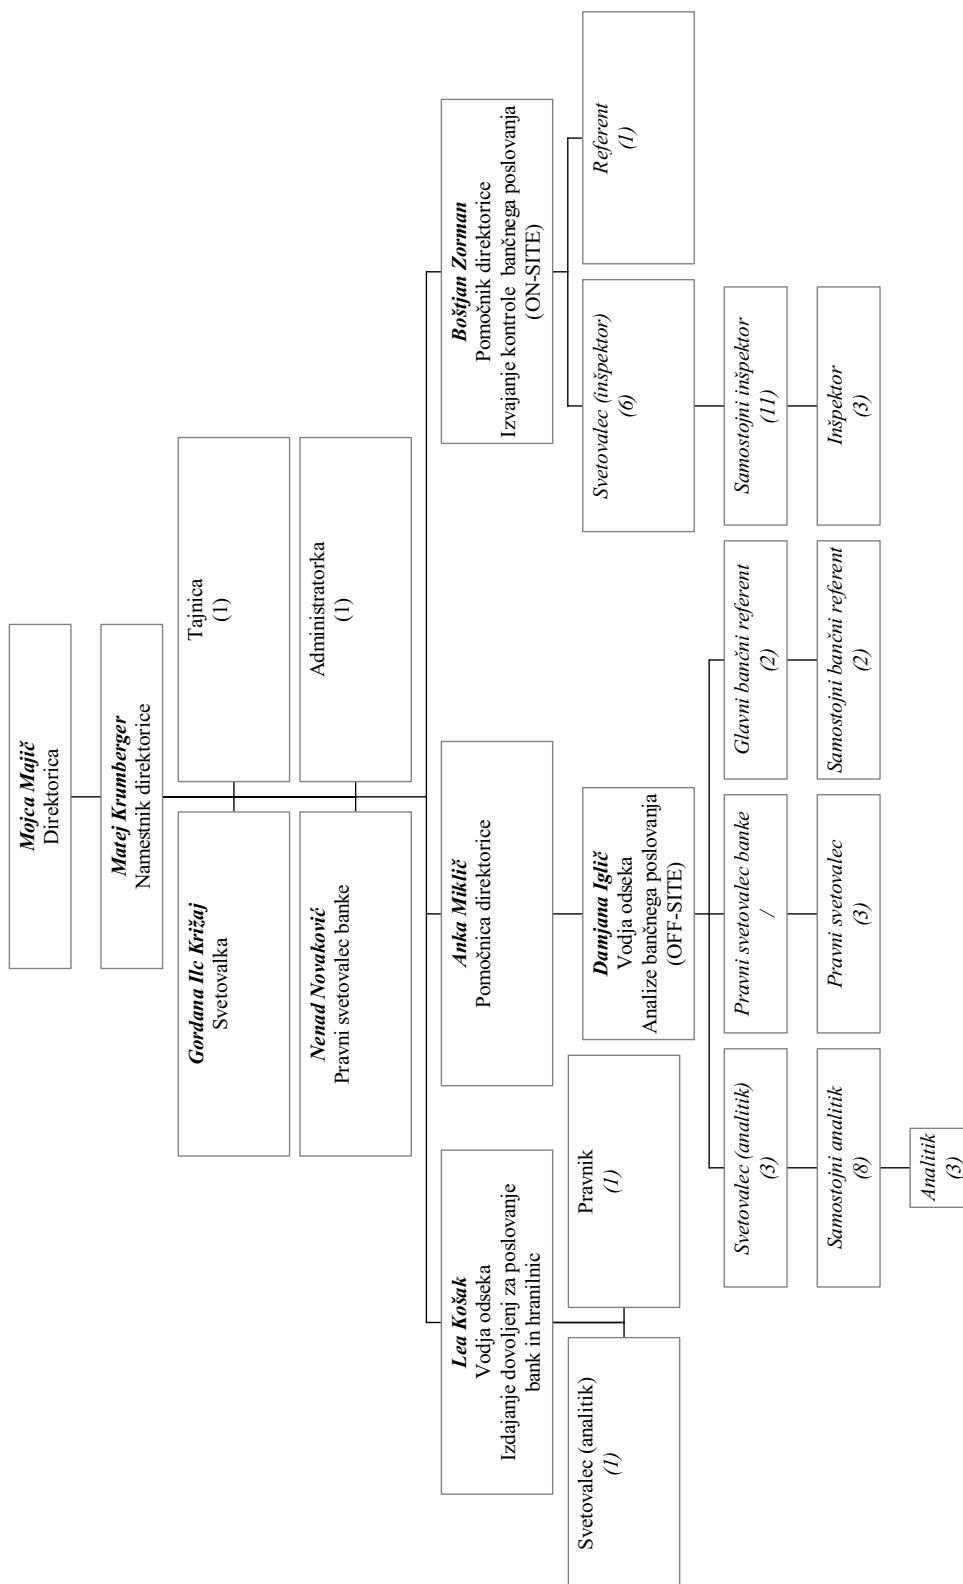 Mojca Majič
Direktorica
Matej Krumberger
Namestnik direktorice
Gordana Ilc Križaj
Svetovalka
Tajnica
(1)
Nenad Novaković
Pravni svetovalec banke
Administratorka
(1)
Lea Košak
Vodja odseka
Izdajanje dovoljenj za poslovanje
bank in hranilnic
Anka Miklič
Ponočnica direktorice
Boštjan Zorman
Pomočnik direktorice
Izvajanje kontrole bančnega poslovanja
(ON-SITE)
Svetovalec (analitik)
(1)
Pravnik
(1)
Damjana Iglič
Vodja odseka
Analize bančnega poslovanja
(OFF-SITE)
Svetovalec (inšpektor)
(6)
Referent
(1)
Svetovalec (analitik)
(3)
Pravni svetovalec banke
/
Glavni bančni referent
(2)
Samostojni inšpektor
(11)
Samostojni analitik
(8)
Pravni svetovalec
(3)
Samostojni bančni referent
(2)
Inšpektor
(3)
Analitik
(3)